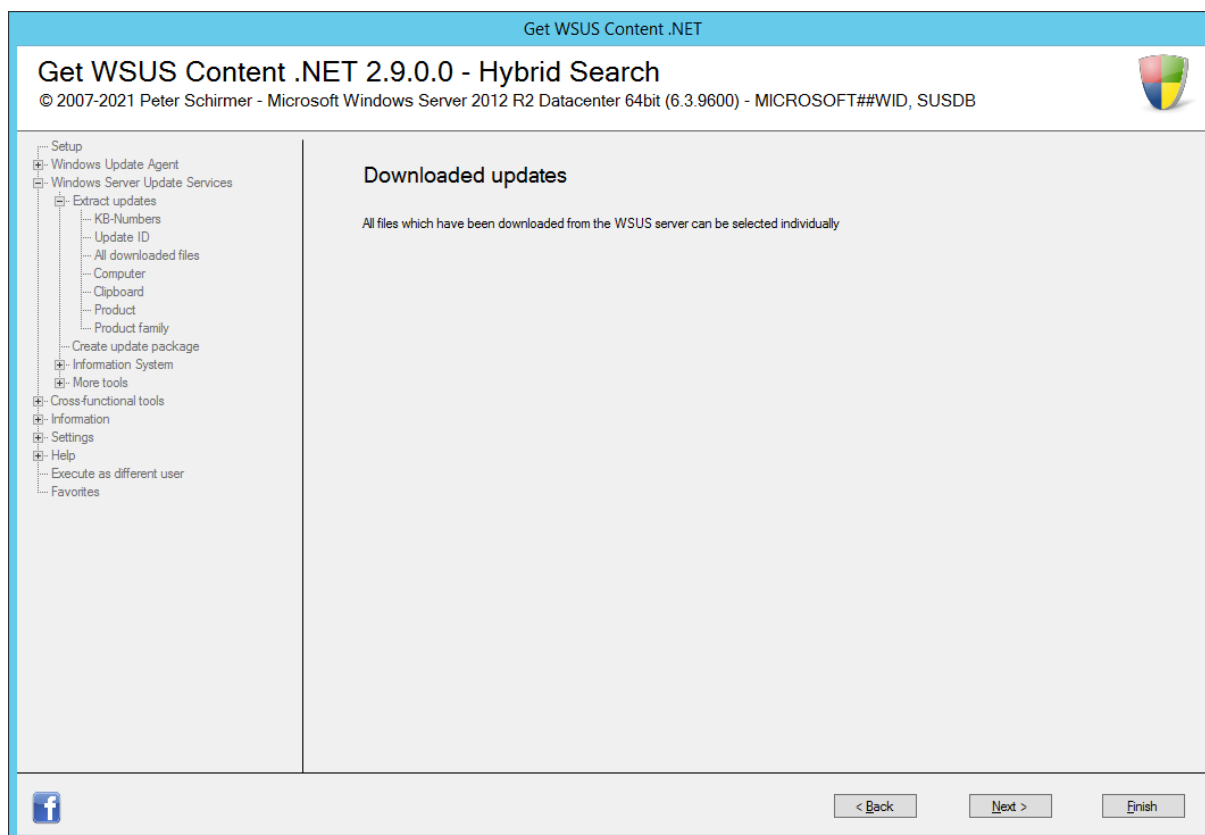 Get WSUS Content .NET
Get WSUS Content .NET 2.9.0.0 - Hybrid Search
© 2007-2021 Peter Schirmer - Microsoft Windows Server 2012 R2 Datacenter 64bit (6.3.9600) - MICROSOFT##WID, SUSDB
Setup
Windows Update Agent
Windows Server Update Services
Extract updates
KB-Numbers
Update ID
All downloaded files
Computer
Clipboard
Product
Product family
Create update package
Information System
More tools
Cross-functional tools
Information
Settings
Help
Execute as different user
Favorites
Downloaded updates
All files which have been downloaded from the WSUS server can be selected individually
f
< Back
Next >
Finish